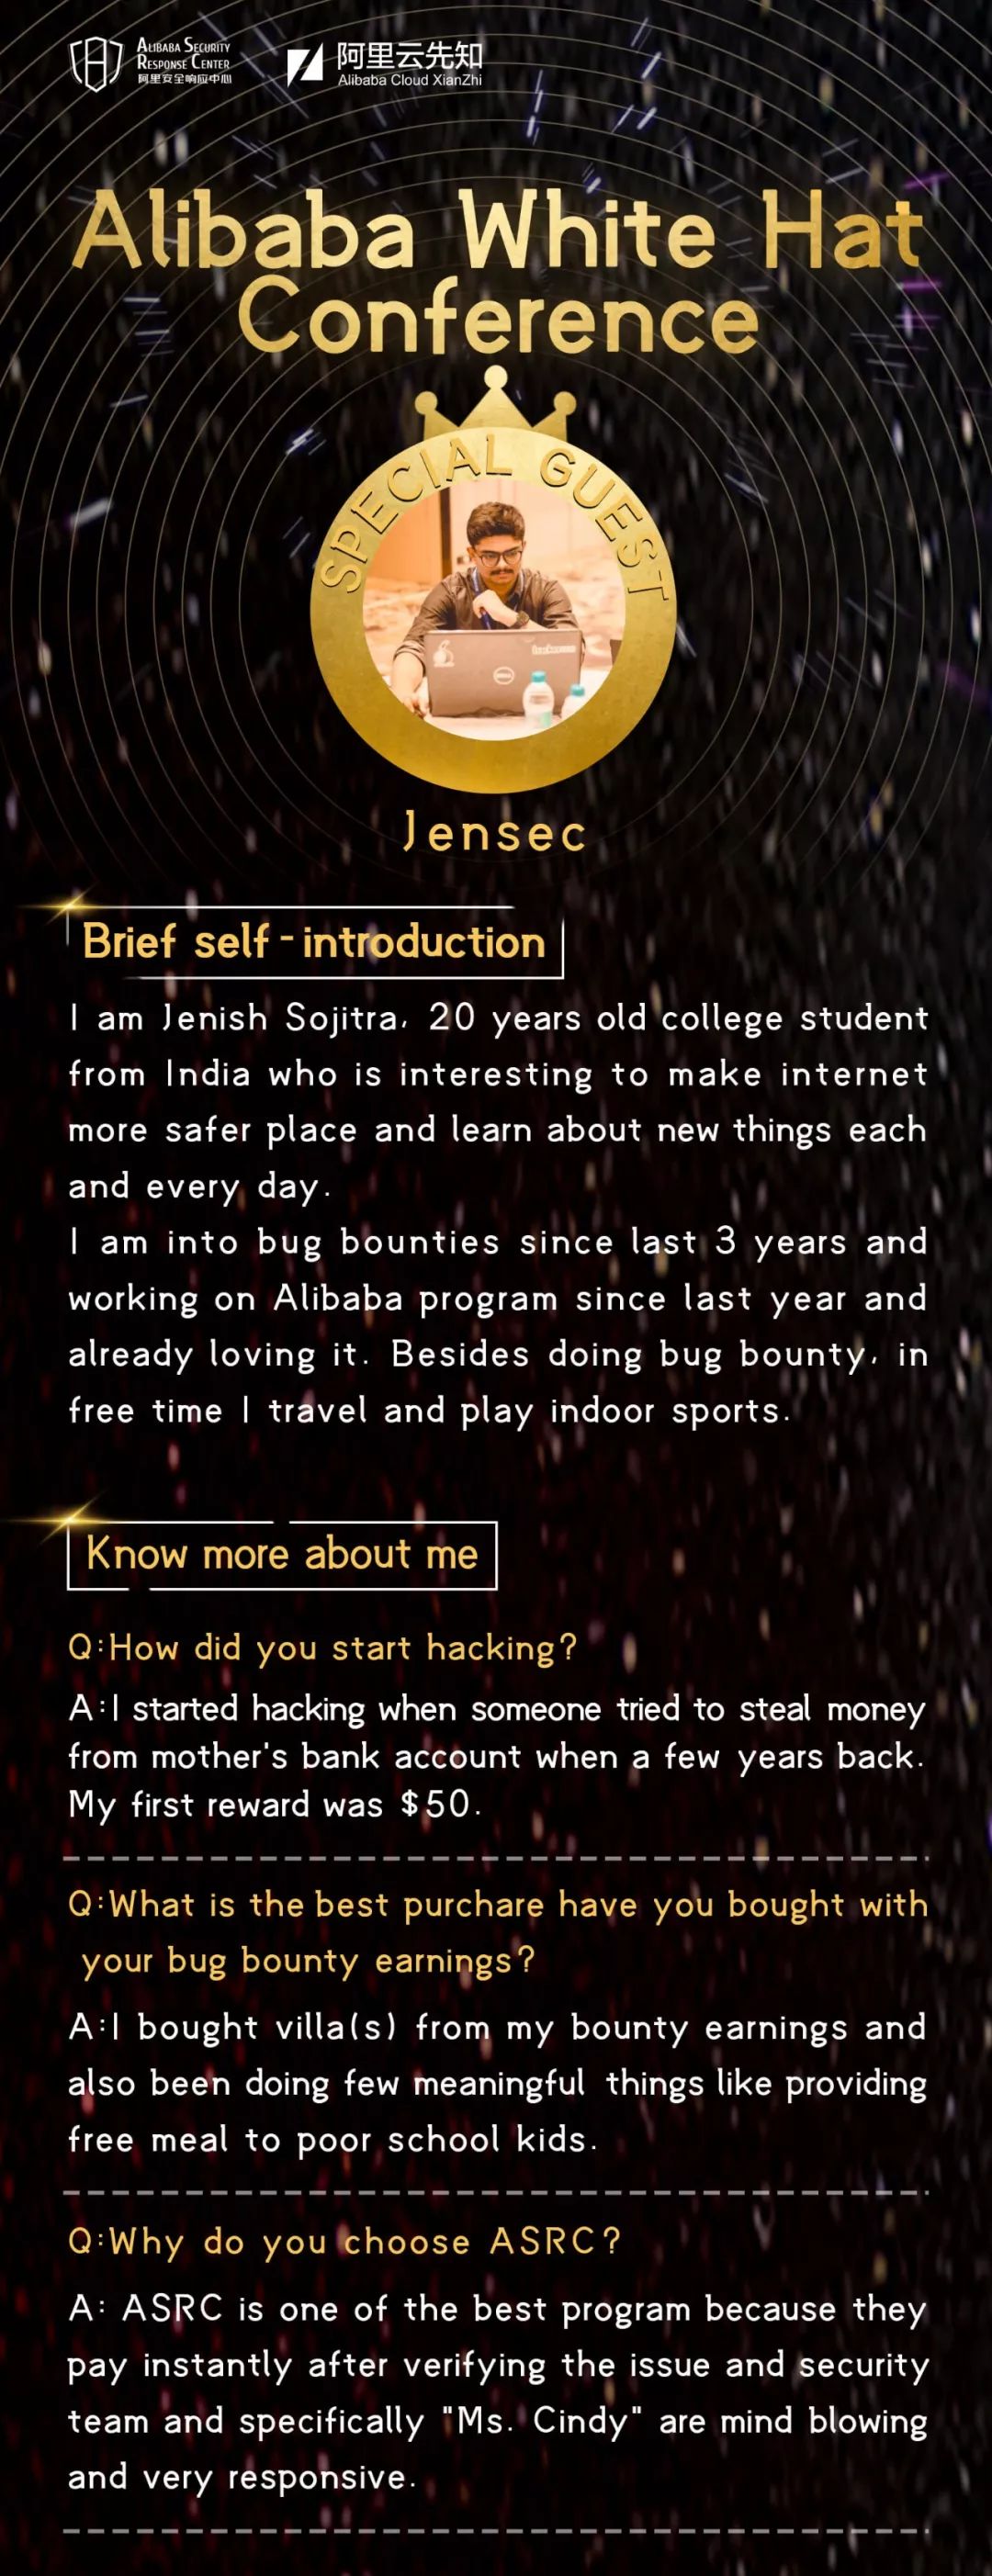 ALIBABA SECURITY
RESPONSE CENTER
阿里安全响应中心
阿里云先知
Alibaba Cloud XianZhi
Alibaba White Hat
Conference
SPECIAL GUEST
DELL
Jensec
Brief self-introduction
I am Jenish Sojitra, 20 years old college student
from India who is interesting to make internet
more safer place and learn about new things each
and every day.
I am into bug bounties since last 3 years and
working on Alibaba program since last year and
already loving it. Besides doing bug bounty, in
free time I travel and play indoor sports.
Know more about me
Q:How did you start hacking?
A:I started hacking when someone tried to steal money
from mother's bank account when a few years back.
My first reward was $50.
Q:What is the best purchare have you bought with
your bug bounty earnings?
A:I bought villa(s) from my bounty earnings and
also been doing few meaningful things like providing
free meal to poor school kids.
Q:Why do you choose ASRC?
A: ASRC is one of the best program because they
pay instantly after verifying the issue and security
team and specifically "Ms. Cindy" are mind blowing
and very responsive.